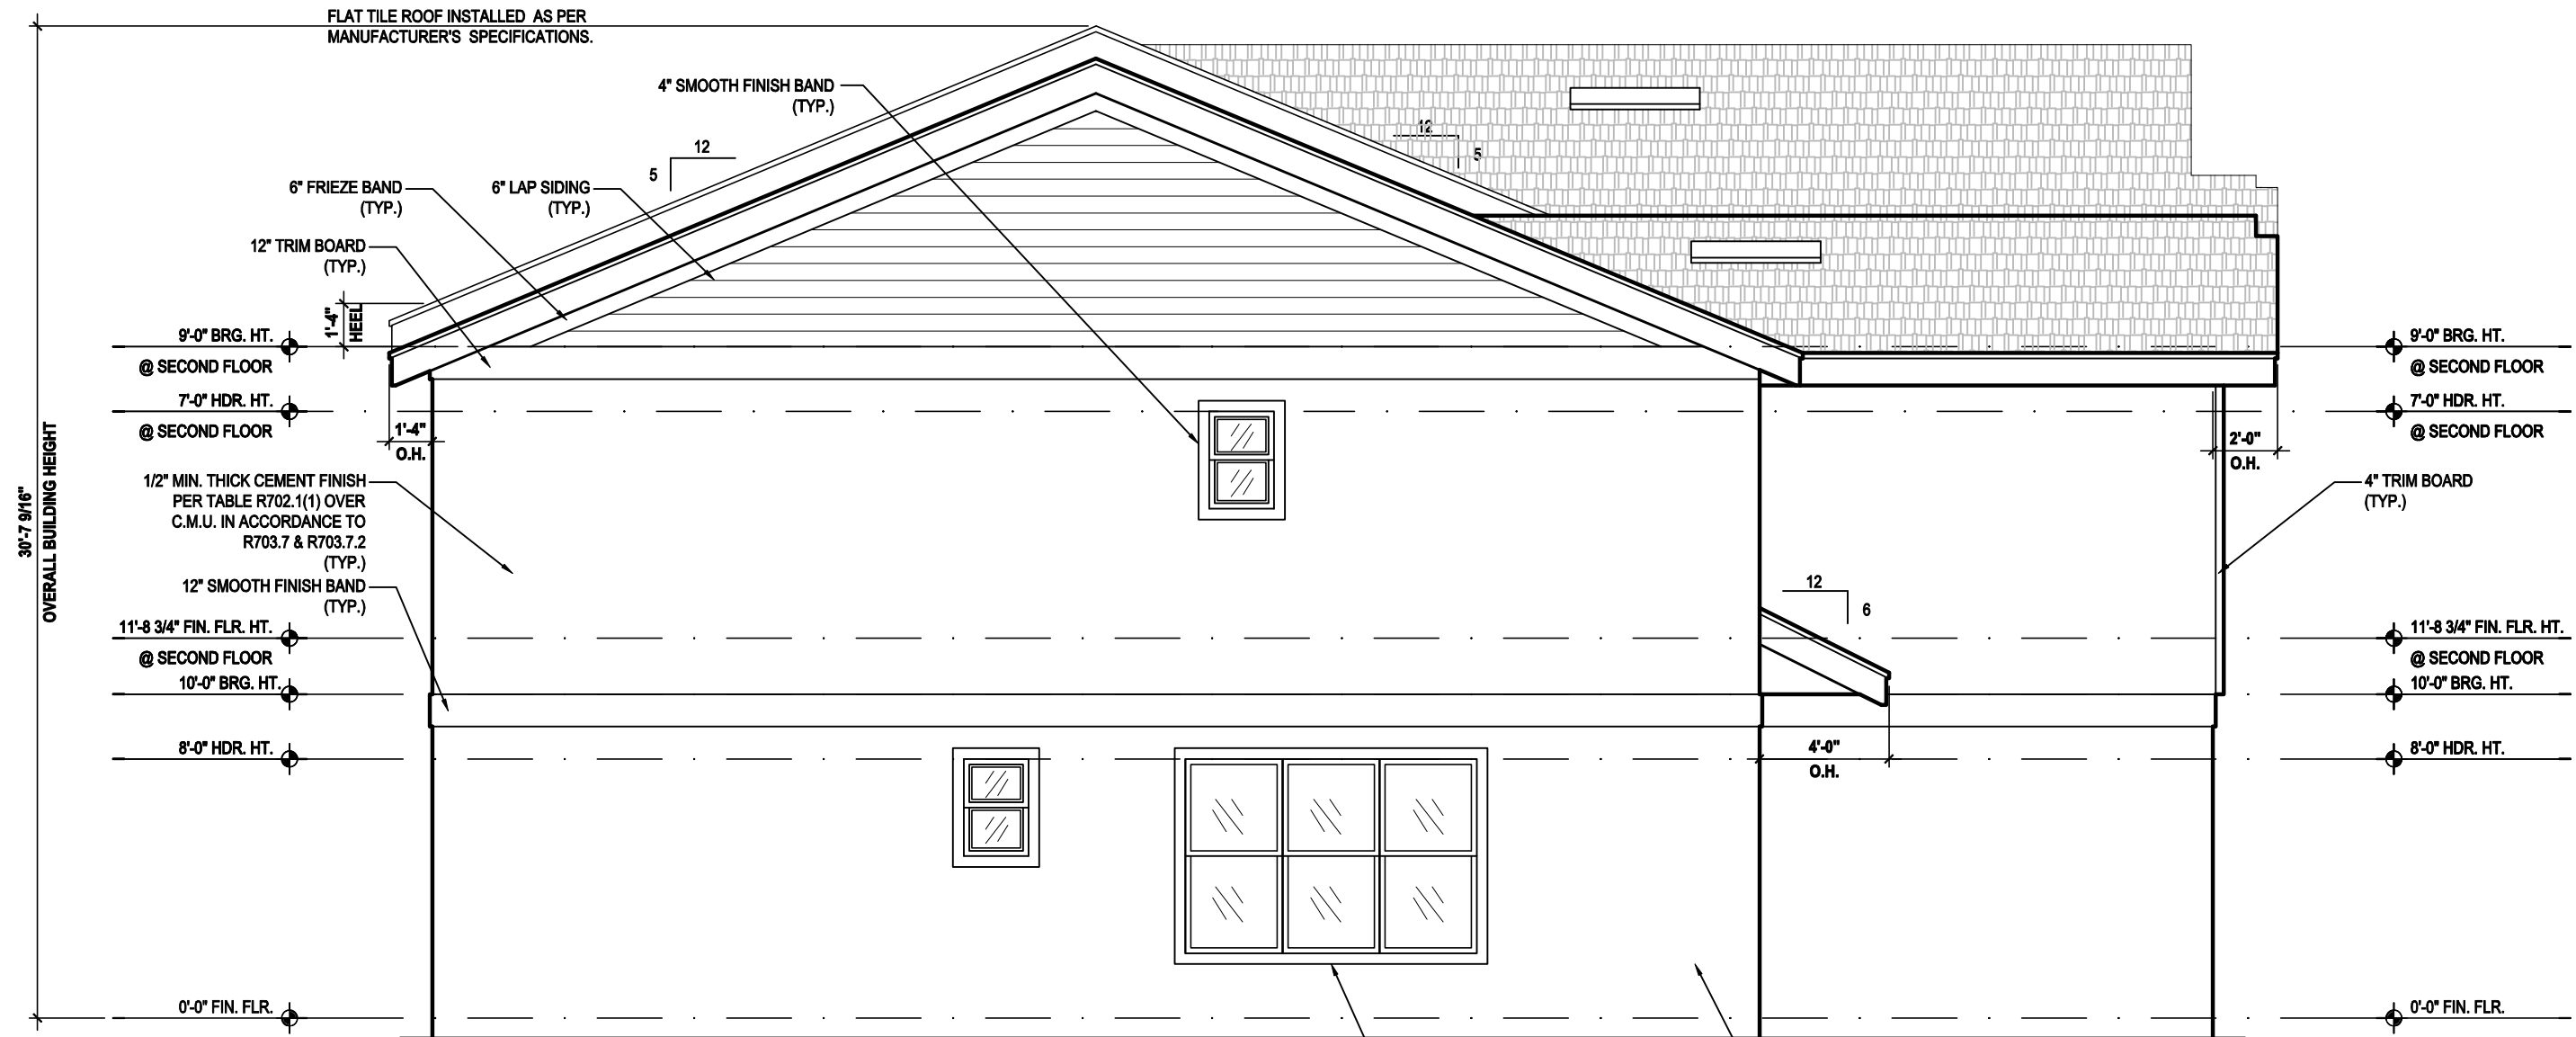 FLAT TILE ROOF INSTALLED AS PER
MANUFACTURER'S SPECIFICATIONS.
4" SMOOTH FINISH BAND
(TYP.)
12
5
12
5
6" FRIEZE BAND
(TYP.)
6" LAP SIDING
(TYP.)
12" TRIM BOARD
(TYP.)
1'-4"
HEEL
9'-0" BRG. HT.
@ SECOND FLOOR
7'-0" HDR. HT.
@ SECOND FLOOR
1'-4"
O.H.
30'-7 9/16"
OVERALL BUILDING HEIGHT
1/2" MIN. THICK CEMENT FINISH
PER TABLE R702.1(1) OVER
C.M.U. IN ACCORDANCE TO
R703.7 & R703.7.2
(TYP.)
12" SMOOTH FINISH BAND
(TYP.)
11'-8 3/4" FIN. FLR. HT.
@ SECOND FLOOR
10'-0" BRG. HT.
8'-0" HDR. HT.
0'-0" FIN. FLR.
12
6
4'-0"
O.H.
9'-0" BRG. HT.
@ SECOND FLOOR
7'-0" HDR. HT.
@ SECOND FLOOR
2'-0"
O.H.
4" TRIM BOARD
(TYP.)
11'-8 3/4" FIN. FLR. HT.
@ SECOND FLOOR
10'-0" BRG. HT.
8'-0" HDR. HT.
0'-0" FIN. FLR.